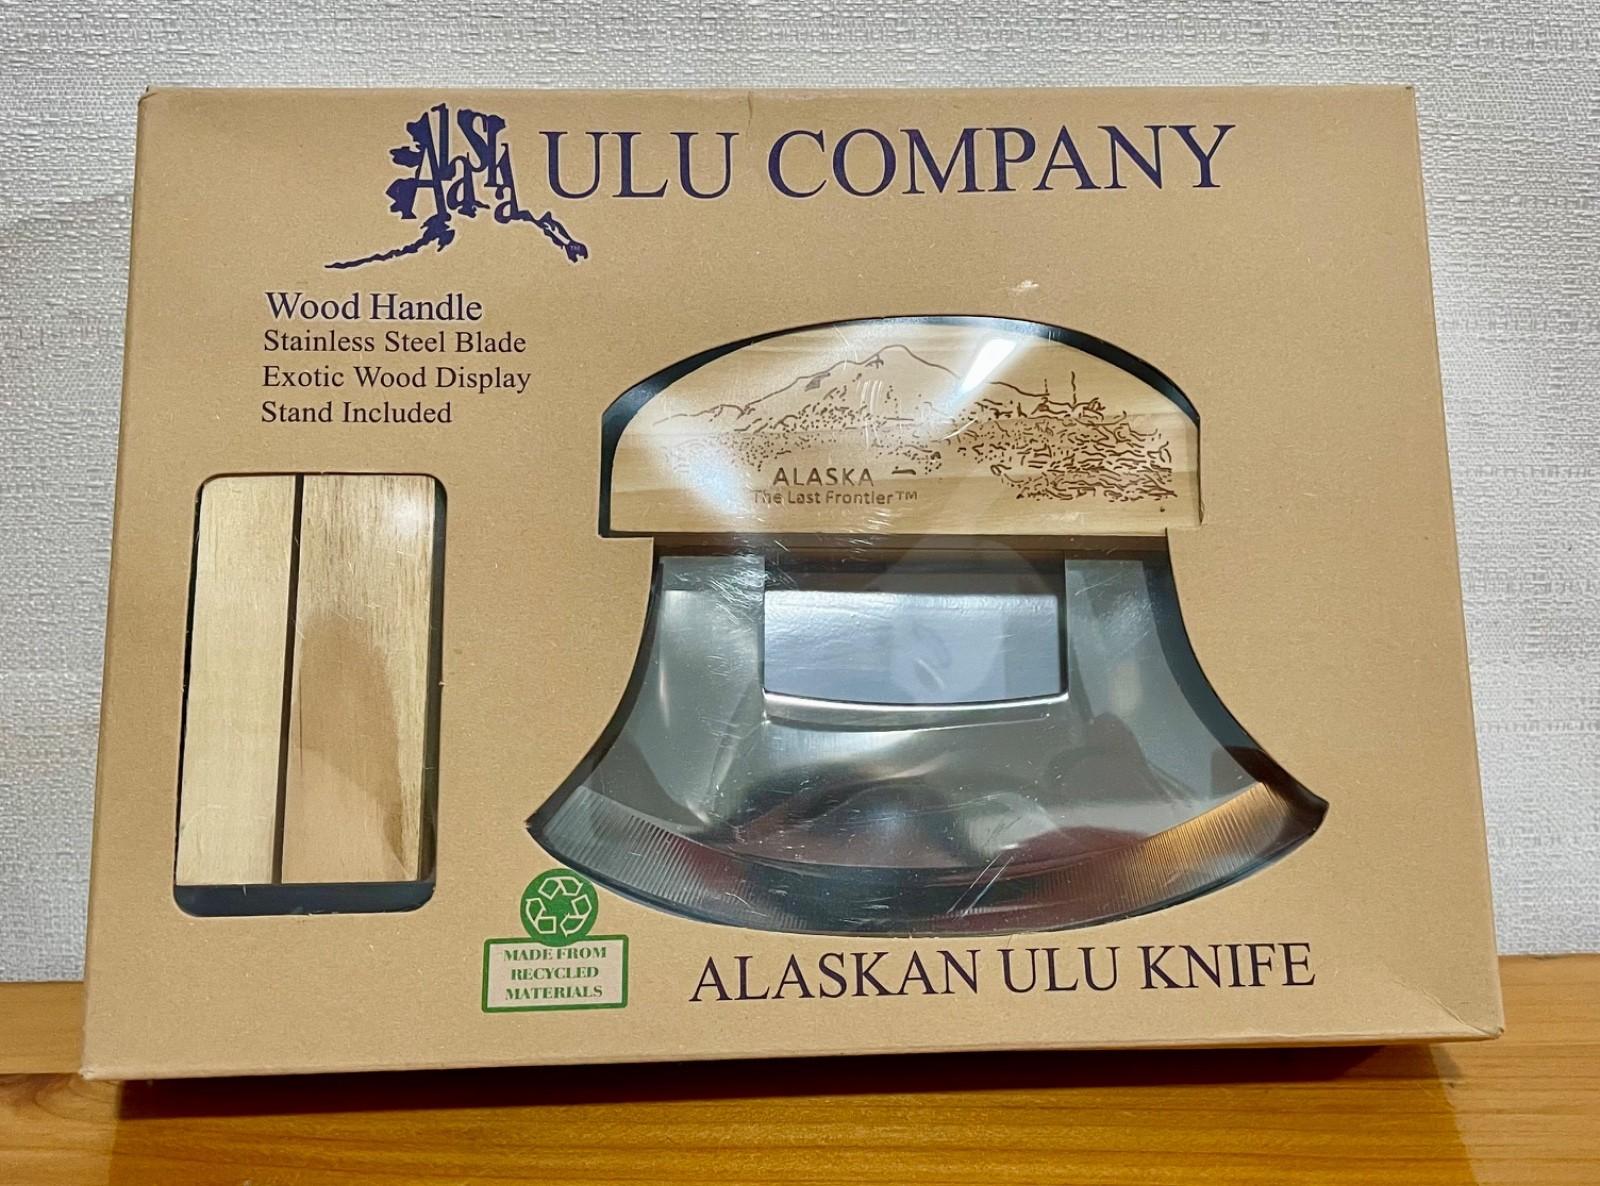 Alaska ULU COMPANY
Wood Handle
Stainless Steel Blade
Exotic Wood Display
Stand Included
ALASKA
The Last Frontier™
MADE FROM
RECYCLED
MATERIALS
ALASKAN ULU KNIFE